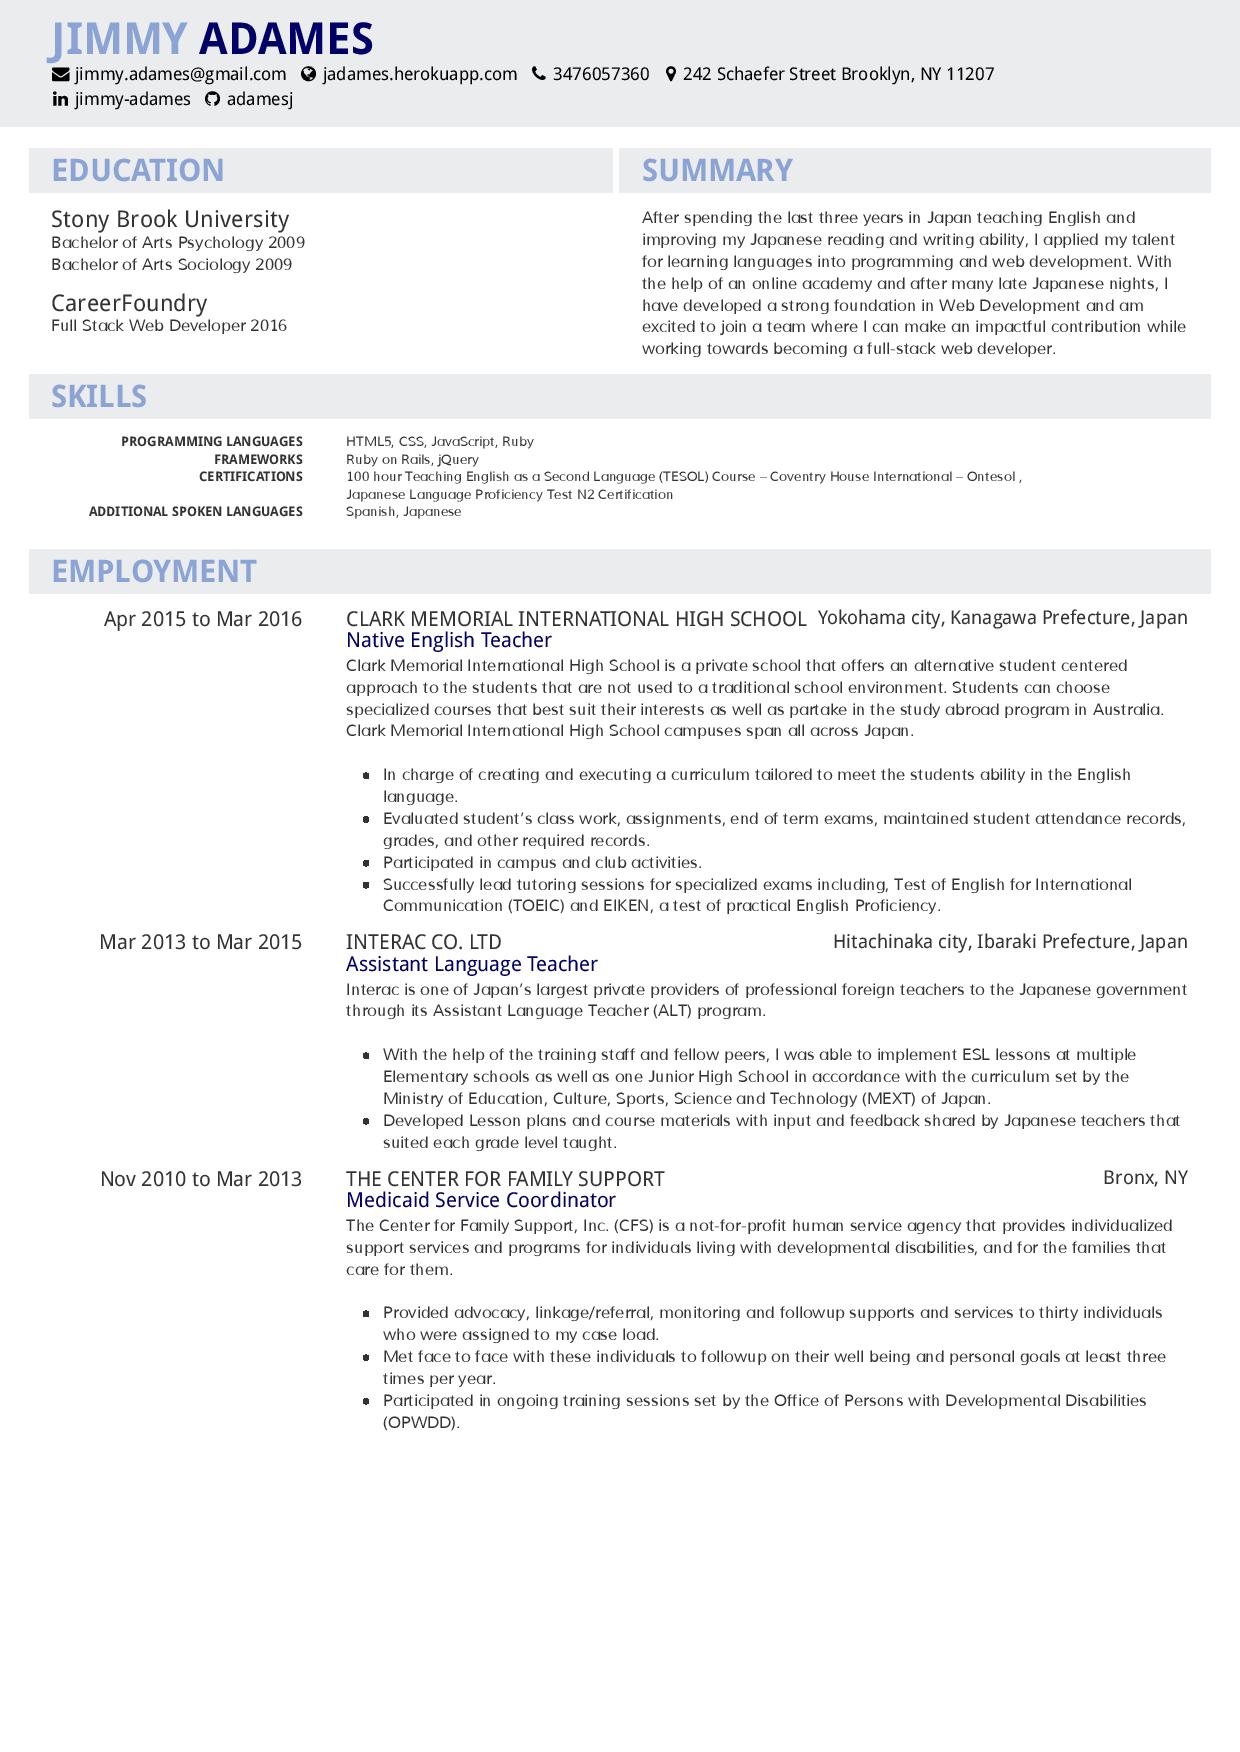 JIMMY ADAMES
jimmy.adames@gmail.com jadames.herokuapp.com 3476057360 242 Schaefer Street Brooklyn, NY 11207
jimmy-adames adamesj
EDUCATION
Stony Brook University
Bachelor of Arts Psychology 2009
Bachelor of Arts Sociology 2009
CareerFoundry
Full Stack Web Developer 2016
SUMMARY
After spending the last three years in Japan teaching English and
improving my Japanese reading and writing ability, I applied my talent
for learning languages into programming and web development. With
the help of an online academy and after many late Japanese nights, I
have developed a strong foundation in Web Development and am
excited to join a team where I can make an impactful contribution while
working towards becoming a full-stack web developer.
SKILLS
PROGRAMMING LANGUAGES HTML5, CSS, JavaScript, Ruby
FRAMEWORKS Ruby on Rails, jQuery
CERTIFICATIONS 100 hour Teaching English as a Second Language (TESOL) Course – Coventry House International – Ontesol ,
Japanese Language Proficiency Test N2 Certification
ADDITIONAL SPOKEN LANGUAGES Spanish, Japanese
EMPLOYMENT
Apr 2015 to Mar 2016 CLARK MEMORIAL INTERNATIONAL HIGH SCHOOL Yokohama city, Kanagawa Prefecture, Japan
Native English Teacher
Clark Memorial International High School is a private school that offers an alternative student centered
approach to the students that are not used to a traditional school environment. Students can choose
specialized courses that best suit their interests as well as partake in the study abroad program in Australia.
Clark Memorial International High School campuses span all across Japan.
• In charge of creating and executing a curriculum tailored to meet the students ability in the English
language.
• Evaluated student's class work, assignments, end of term exams, maintained student attendance records,
grades, and other required records.
• Participated in campus and club activities.
• Successfully lead tutoring sessions for specialized exams including, Test of English for International
Communication (TOEIC) and EIKEN, a test of practical English Proficiency.
Mar 2013 to Mar 2015 INTERAC CO. LTD Hitachinaka city, Ibaraki Prefecture, Japan
Assistant Language Teacher
Interac is one of Japan's largest private providers of professional foreign teachers to the Japanese government
through its Assistant Language Teacher (ALT) program.
• With the help of the training staff and fellow peers, I was able to implement ESL lessons at multiple
Elementary schools as well as one Junior High School in accordance with the curriculum set by the
Ministry of Education, Culture, Sports, Science and Technology (MEXT) of Japan.
• Developed Lesson plans and course materials with input and feedback shared by Japanese teachers that
suited each grade level taught.
Nov 2010 to Mar 2013 THE CENTER FOR FAMILY SUPPORT Bronx, NY
Medicaid Service Coordinator
The Center for Family Support, Inc. (CFS) is a not-for-profit human service agency that provides individualized
support services and programs for individuals living with developmental disabilities, and for the families that
care for them.
• Provided advocacy, linkage/referral, monitoring and followup supports and services to thirty individuals
who were assigned to my case load.
• Met face to face with these individuals to followup on their well being and personal goals at least three
times per year.
• Participated in ongoing training sessions set by the Office of Persons with Developmental Disabilities
(OPWDD).